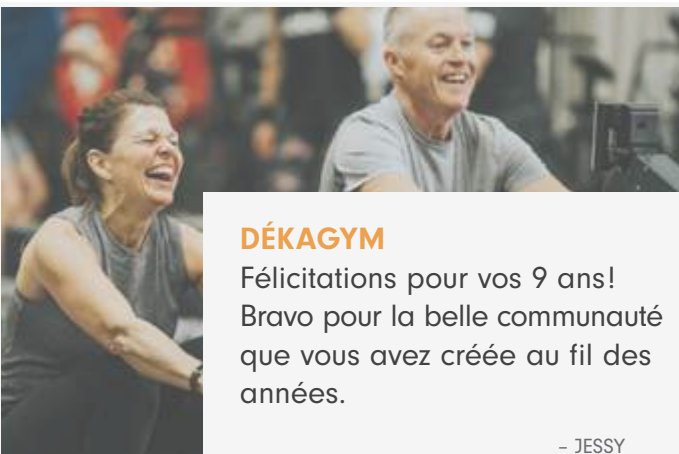 DÉKAGYM
Félicitations pour vos 9 ans!
Bravo pour la belle communauté
que vous avez créée au fil des
années.
– JESSY